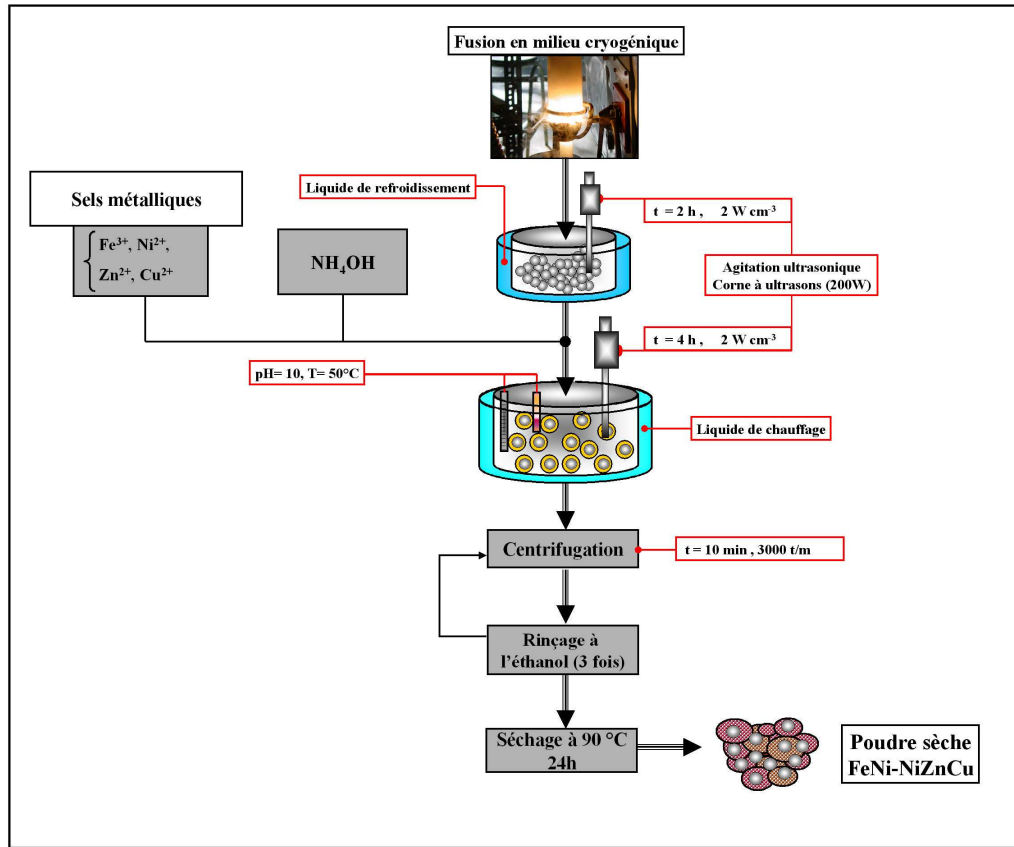 Fusion en milieu cryogénique
Liquide de refroidissement
t = 2 h , 2 W cm⁻³
Sels métalliques
Fe³⁺, Ni²⁺,
Zn²⁺, Cu²⁺
NH₄OH
Agitation ultrasonique
Corne à ultrasons (200W)
t = 4 h , 2 W cm⁻³
pH= 10, T= 50°C
Liquide de chauffage
Centrifugation
t = 10 min , 3000 t/m
Rinçage à
l’éthanol (3 fois)
Séchage à 90 °C
24h
Poudre sèche
FeNi-NiZnCu